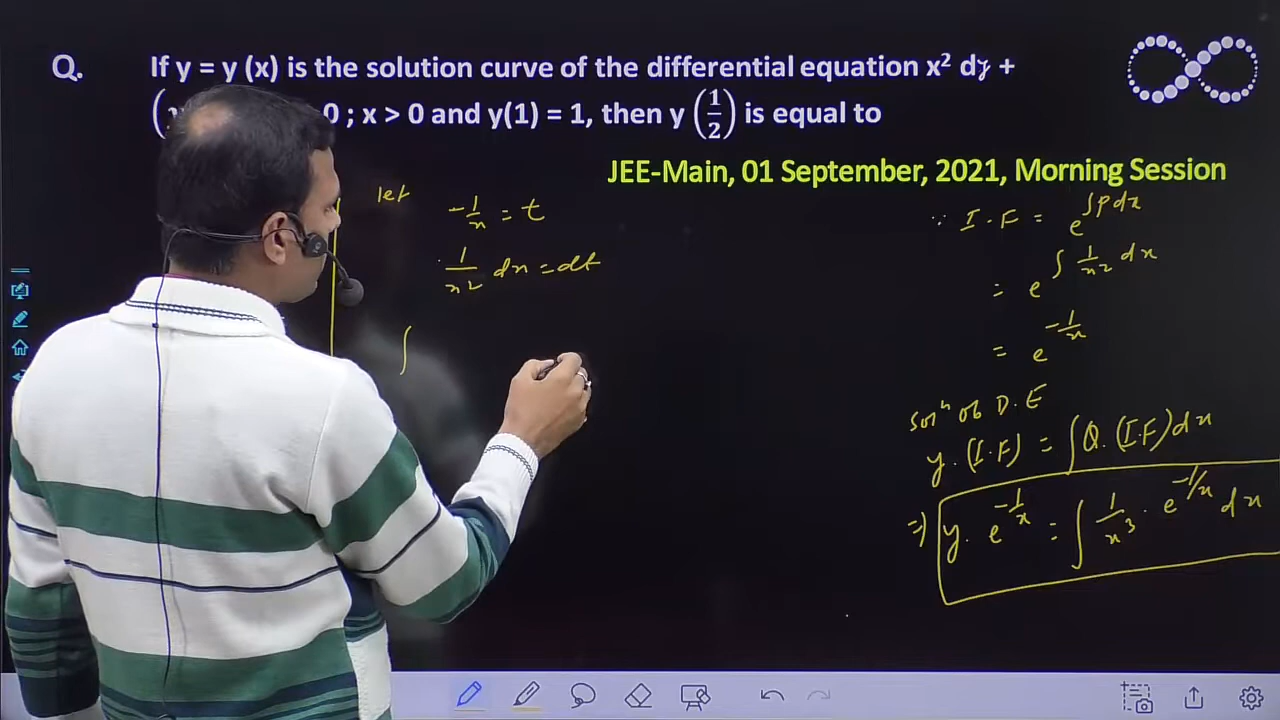 Q. If y = y (x) is the solution curve of the differential equation x² dy +
0 ; x > 0 and y(1) = 1, then y (1/2) is equal to
JEE-Main, 01 September, 2021, Morning Session
let
-1/x = t
1/x² dx = dt
∫
∵ I.F = e^∫Pdx
= e^∫ 1/x² dx
= e^-1/x
solⁿ of D.E
y.(I.F) = ∫Q.(I.F)dx
⇒ y. e^-1/x = ∫ 1/x³ . e^-1/x dx